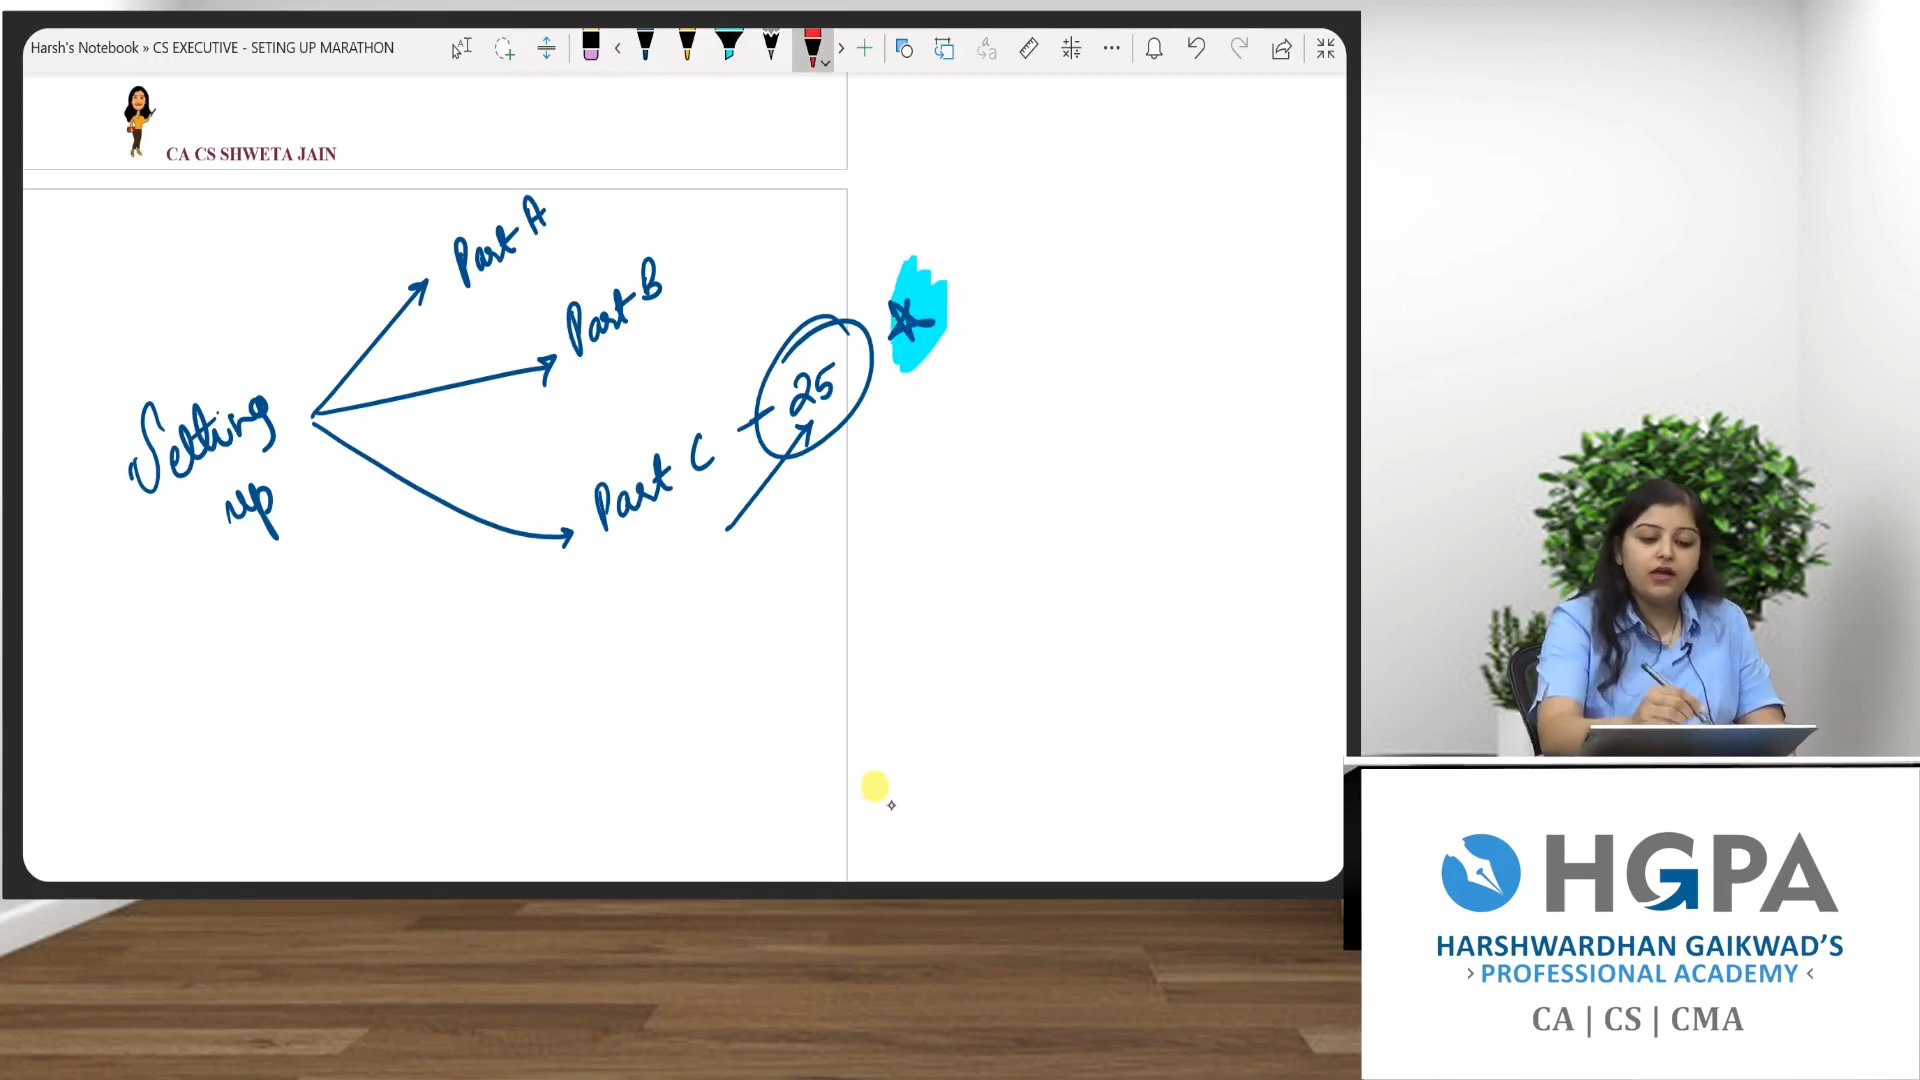 Harsh's Notebook » CS EXECUTIVE - SETING UP MARATHON
CA CS SHWETA JAIN
Part A
Part B
Setting
up
Part C - 25
HGPA
HARSHWARDHAN GAIKWAD'S
› PROFESSIONAL ACADEMY ‹
CA | CS | CMA